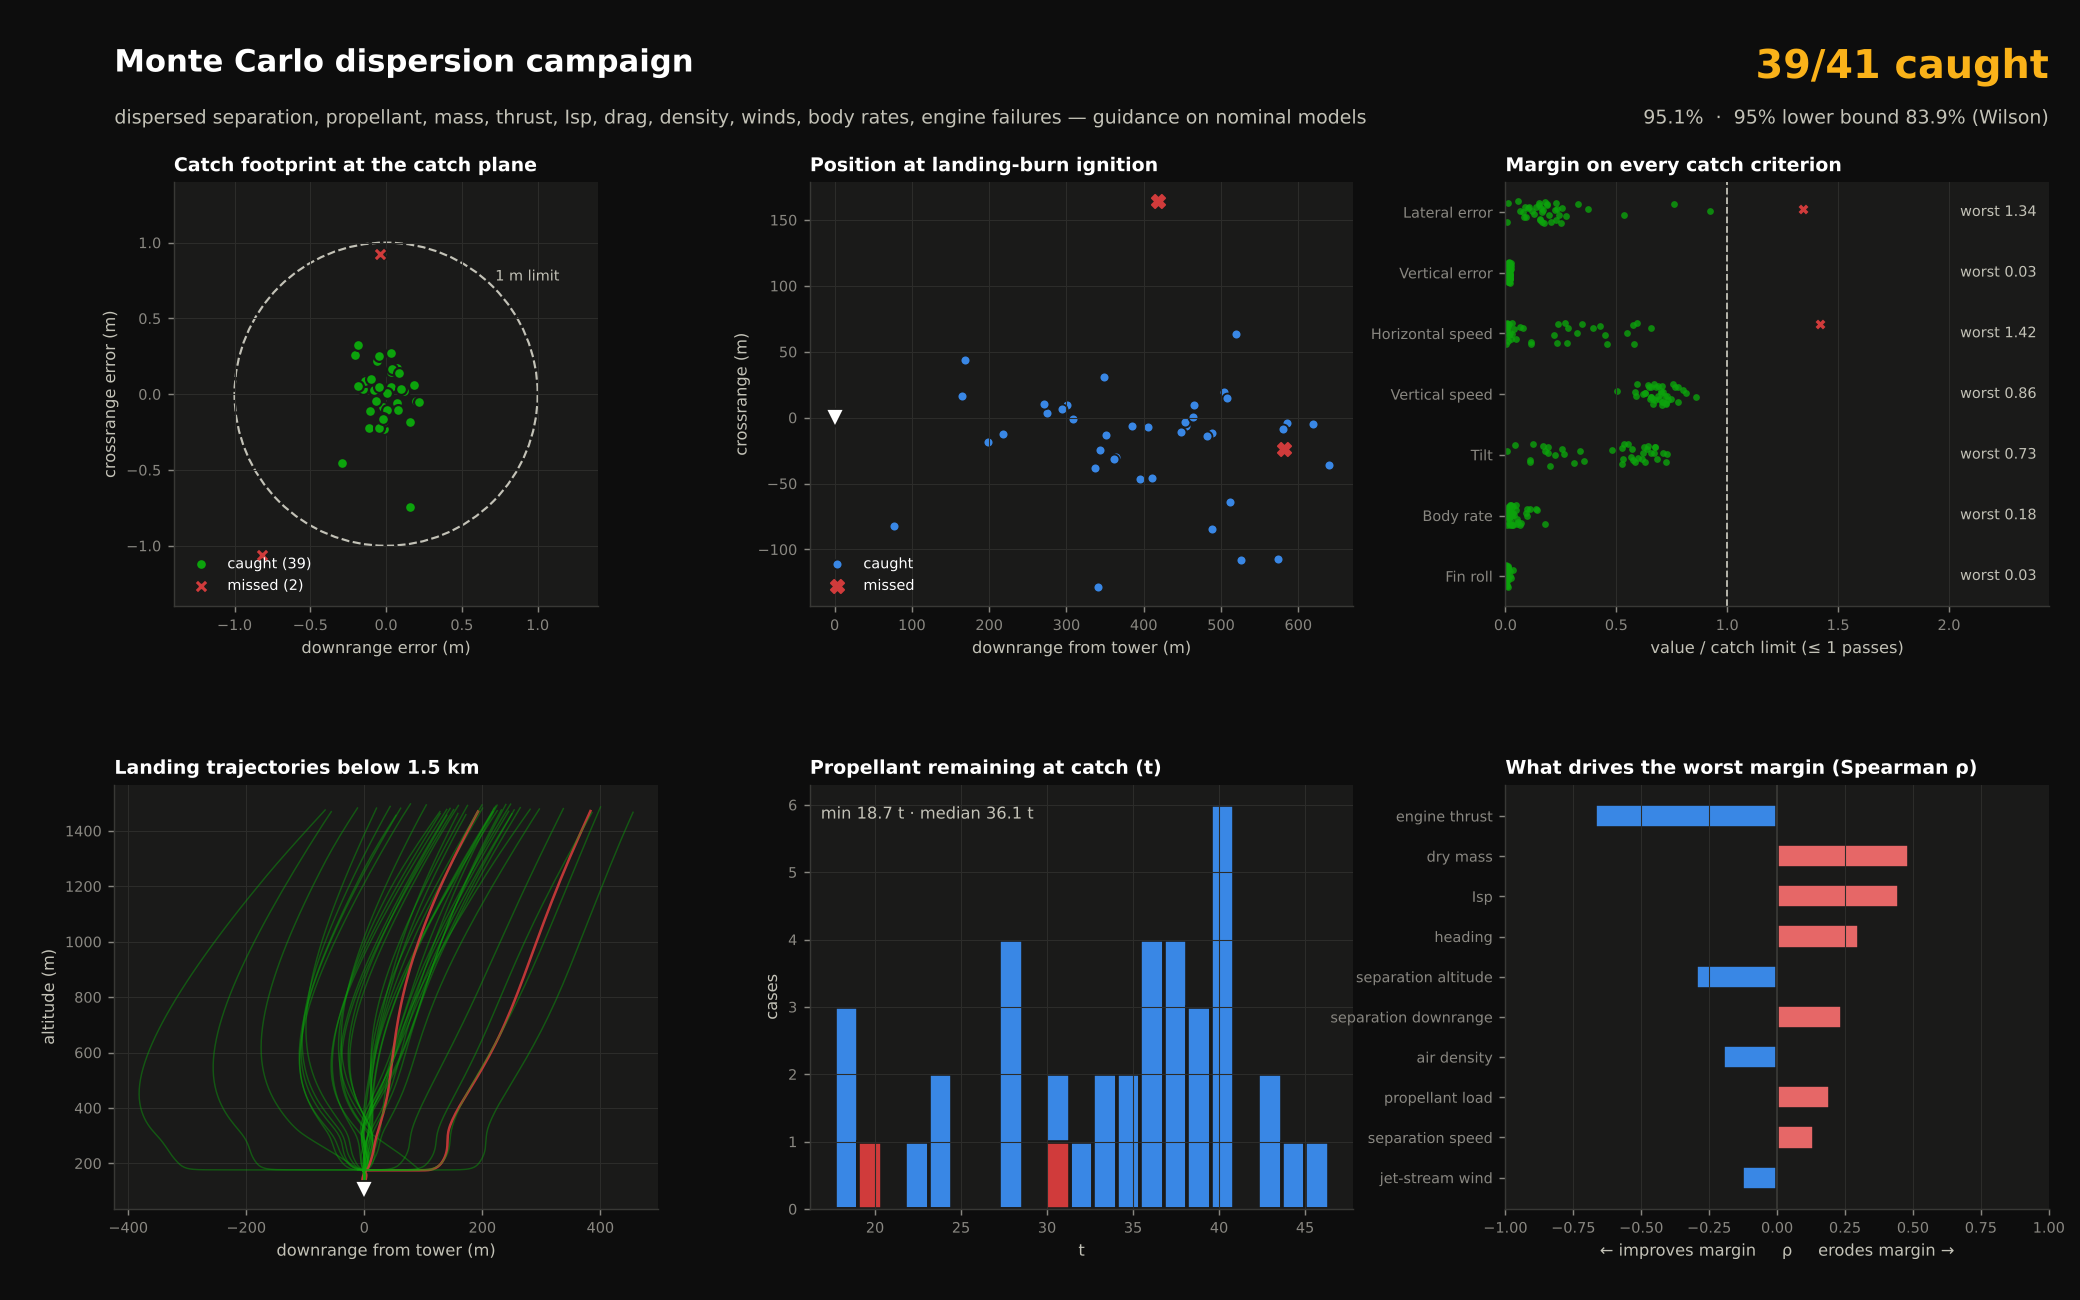 Monte Carlo dispersion campaign
39/41 caught
dispersed separation, propellant, mass, thrust, Isp, drag, density, winds, body rates, engine failures — guidance on nominal models
95.1% · 95% lower bound 83.9% (Wilson)
Catch footprint at the catch plane
crossrange error (m)
1.0
0.5
0.0
−0.5
−1.0
1 m limit
caught (39)
missed (2)
−1.0 −0.5 0.0 0.5 1.0
downrange error (m)
Position at landing-burn ignition
crossrange (m)
150
100
50
0
−50
−100
caught
missed
0 100 200 300 400 500 600
downrange from tower (m)
Margin on every catch criterion
Lateral error worst 1.34
Vertical error worst 0.03
Horizontal speed worst 1.42
Vertical speed worst 0.86
Tilt worst 0.73
Body rate worst 0.18
Fin roll worst 0.03
0.0 0.5 1.0 1.5 2.0
value / catch limit (≤ 1 passes)
Landing trajectories below 1.5 km
altitude (m)
1400
1200
1000
800
600
400
200
−400 −200 0 200 400
downrange from tower (m)
Propellant remaining at catch (t)
min 18.7 t · median 36.1 t
cases
6
5
4
3
2
1
0
20 25 30 35 40 45
t
What drives the worst margin (Spearman ρ)
engine thrust
dry mass
Isp
heading
separation altitude
separation downrange
air density
propellant load
separation speed
jet-stream wind
−1.00 −0.75 −0.50 −0.25 0.00 0.25 0.50 0.75 1.00
← improves margin ρ erodes margin →